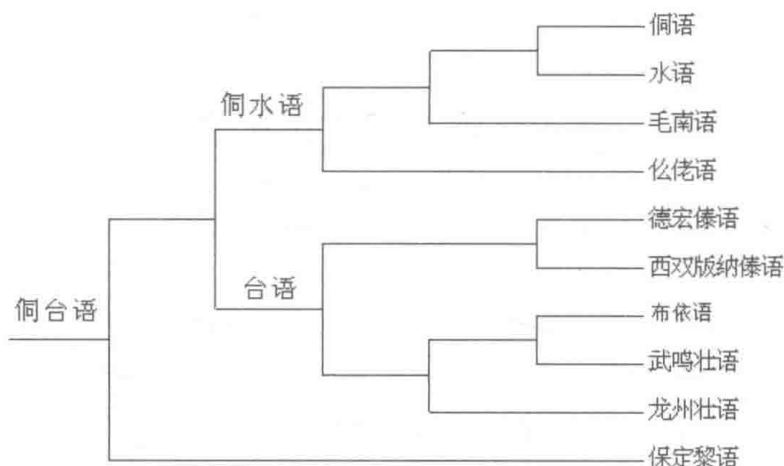 侗语
水语
侗水语
毛南语
仫佬语
德宏傣语
西双版纳傣语
台语
侗台语
布依语
武鸣壮语
龙州壮语
保定黎语